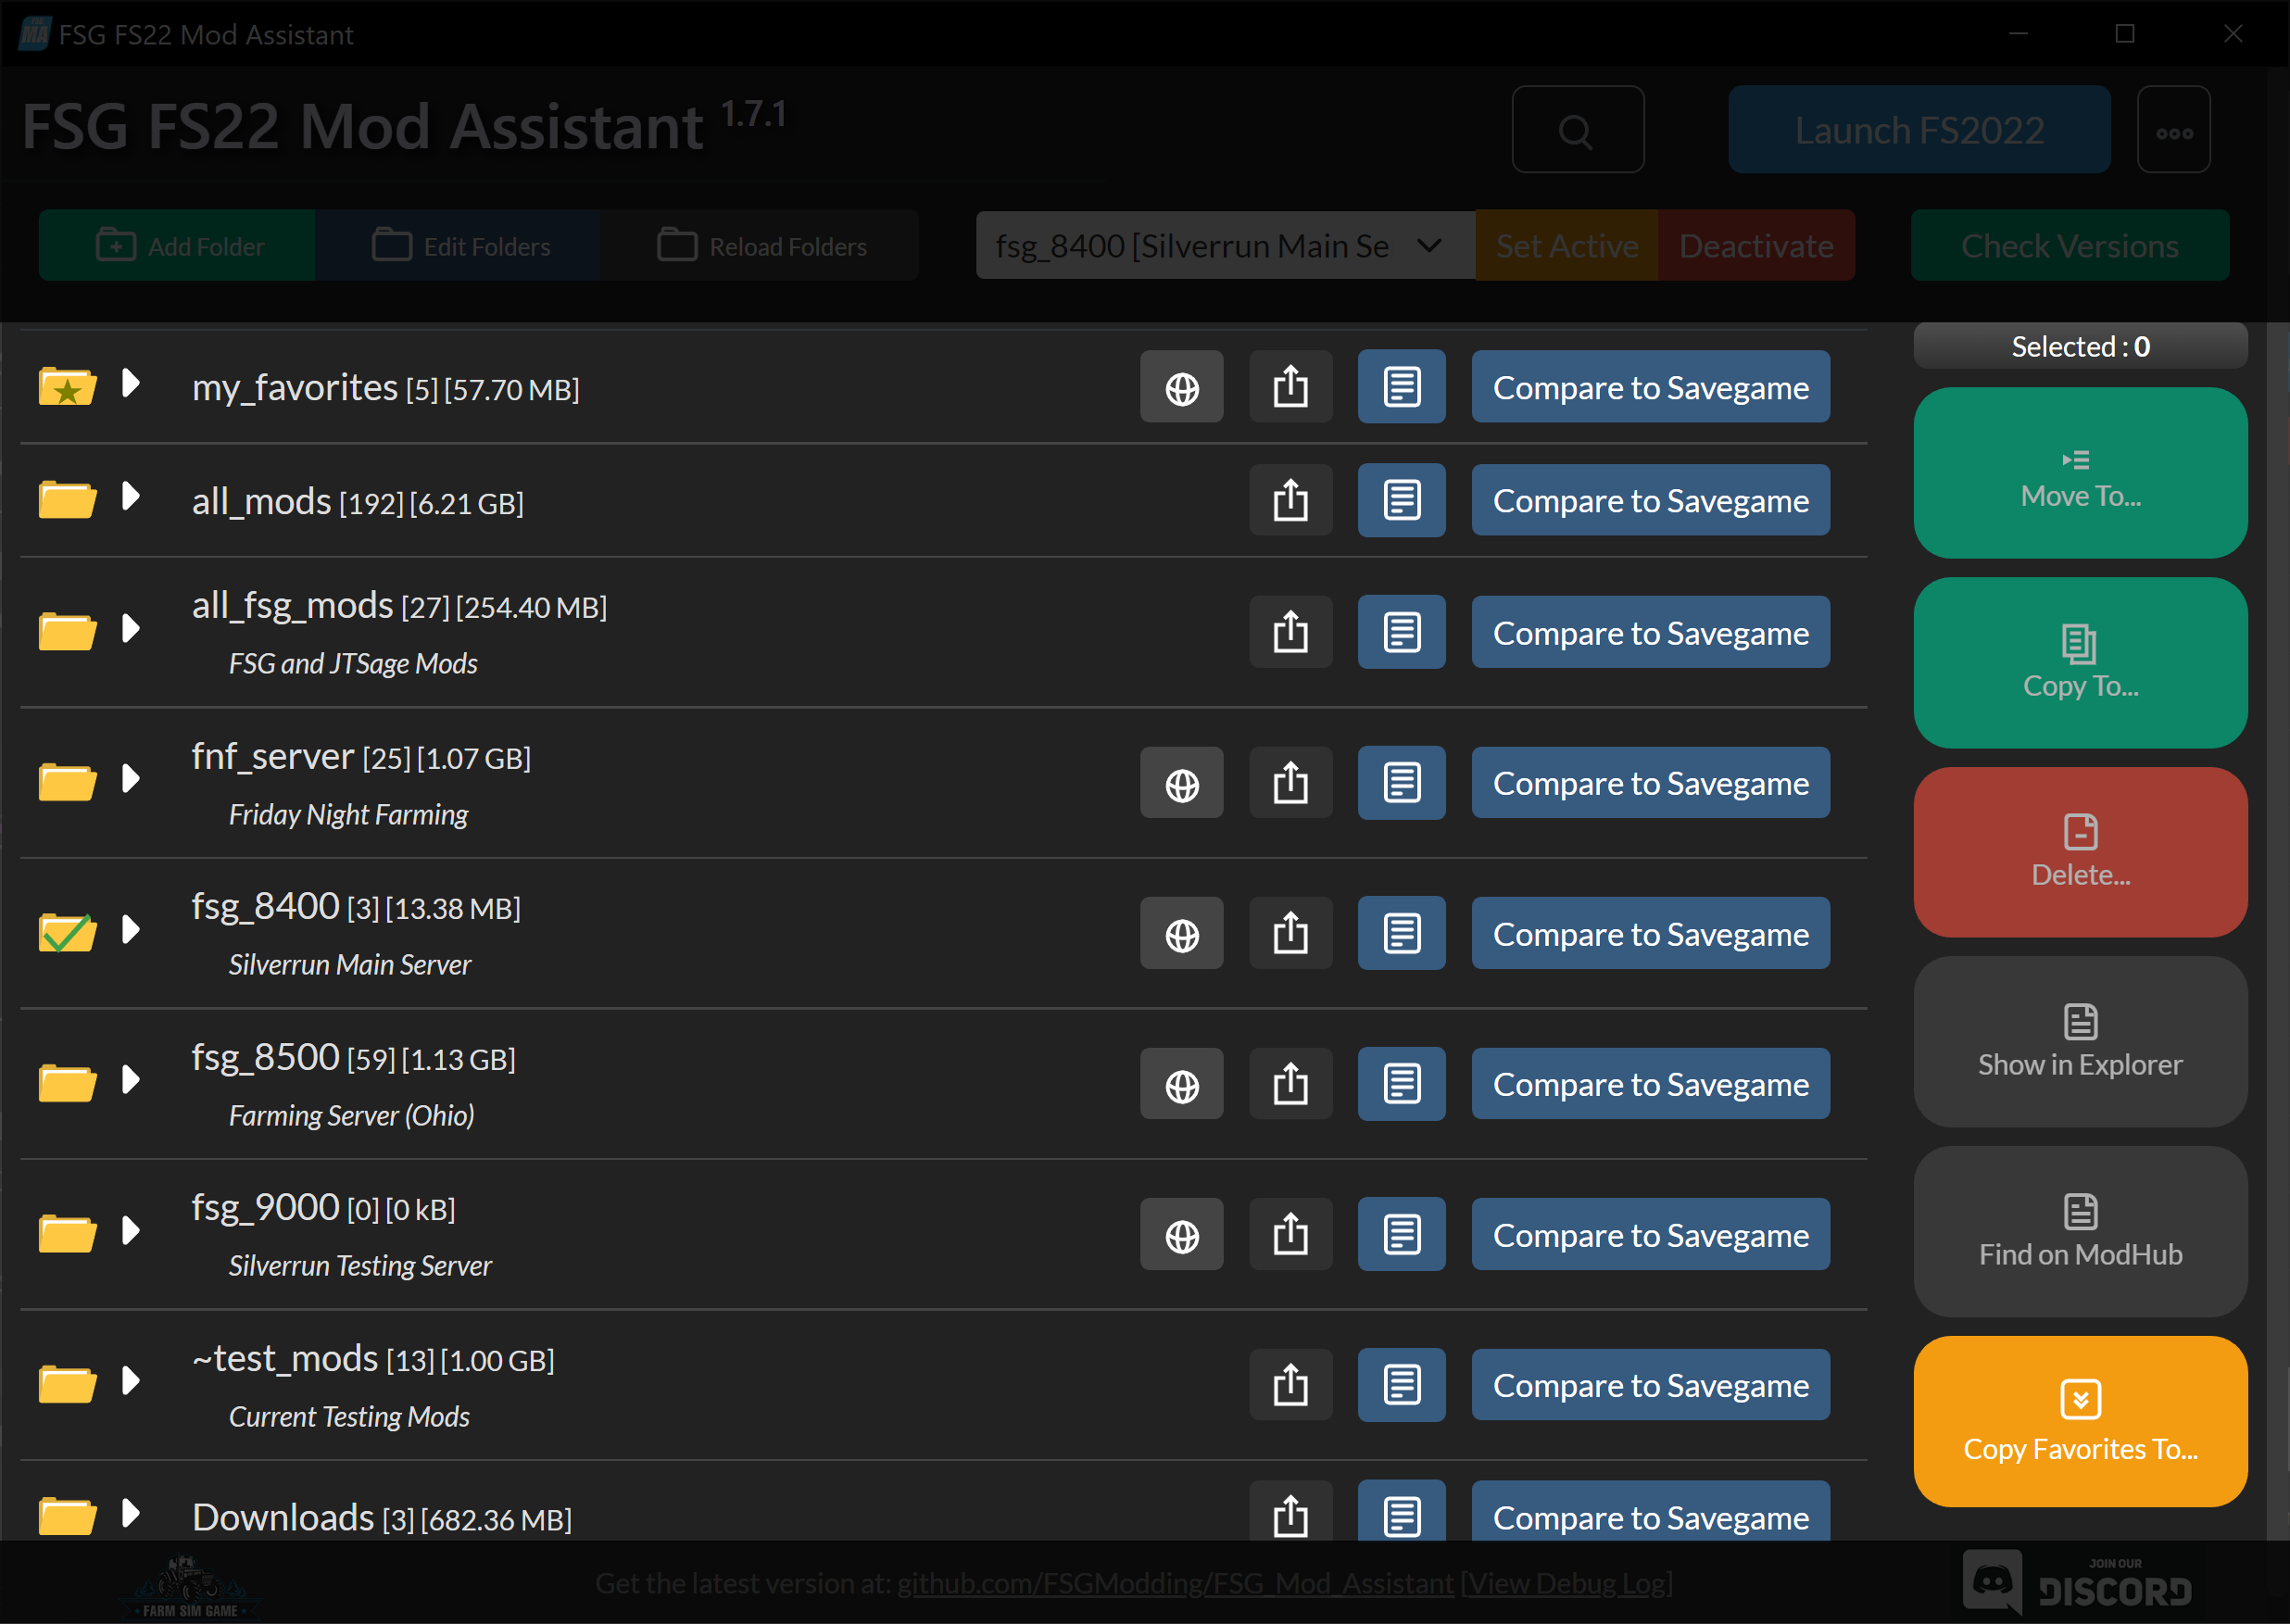 FSG FS22 Mod Assistant
FSG FS22 Mod Assistant 1.7.1
Launch FS2022
Add Folder
Edit Folders
Reload Folders
fsg_8400 [Silverrun Main Se
Set Active
Deactivate
Check Versions
Selected : 0
my_favorites [5] [57.70 MB]
Compare to Savegame
all_mods [192] [6.21 GB]
Compare to Savegame
all_fsg_mods [27] [254.40 MB]
FSG and JTSage Mods
Compare to Savegame
fnf_server [25] [1.07 GB]
Friday Night Farming
Compare to Savegame
fsg_8400 [3] [13.38 MB]
Silverrun Main Server
Compare to Savegame
fsg_8500 [59] [1.13 GB]
Farming Server (Ohio)
Compare to Savegame
fsg_9000 [0] [0 kB]
Silverrun Testing Server
Compare to Savegame
~test_mods [13] [1.00 GB]
Current Testing Mods
Compare to Savegame
Downloads [3] [682.36 MB]
Compare to Savegame
Move To...
Copy To...
Delete...
Show in Explorer
Find on ModHub
Copy Favorites To...
FARM SIM GAME
Get the latest version at: github.com/FSGModding/FSG_Mod_Assistant [View Debug Log]
JOIN OUR
DISCORD